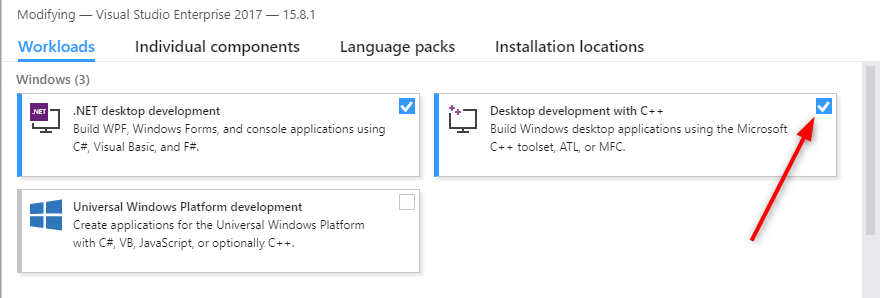 Modifying — Visual Studio Enterprise 2017 — 15.8.1
Workloads Individual components Language packs Installation locations
Windows (3)
.NET
.NET desktop development
Build WPF, Windows Forms, and console applications using
C#, Visual Basic, and F#.
Desktop development with C++
Build Windows desktop applications using the Microsoft
C++ toolset, ATL, or MFC.
Universal Windows Platform development
Create applications for the Universal Windows Platform
with C#, VB, JavaScript, or optionally C++.